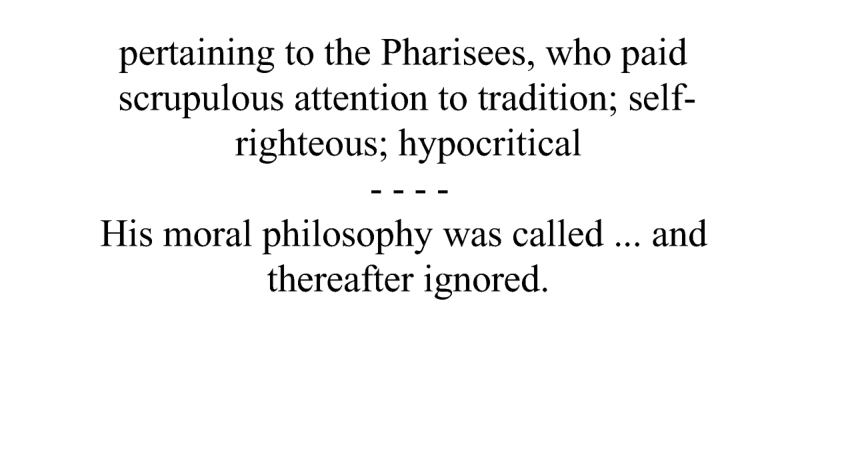 pertaining to the Pharisees, who paid
scrupulous attention to tradition; self-
righteous; hypocritical
- - - -
His moral philosophy was called ... and
thereafter ignored.